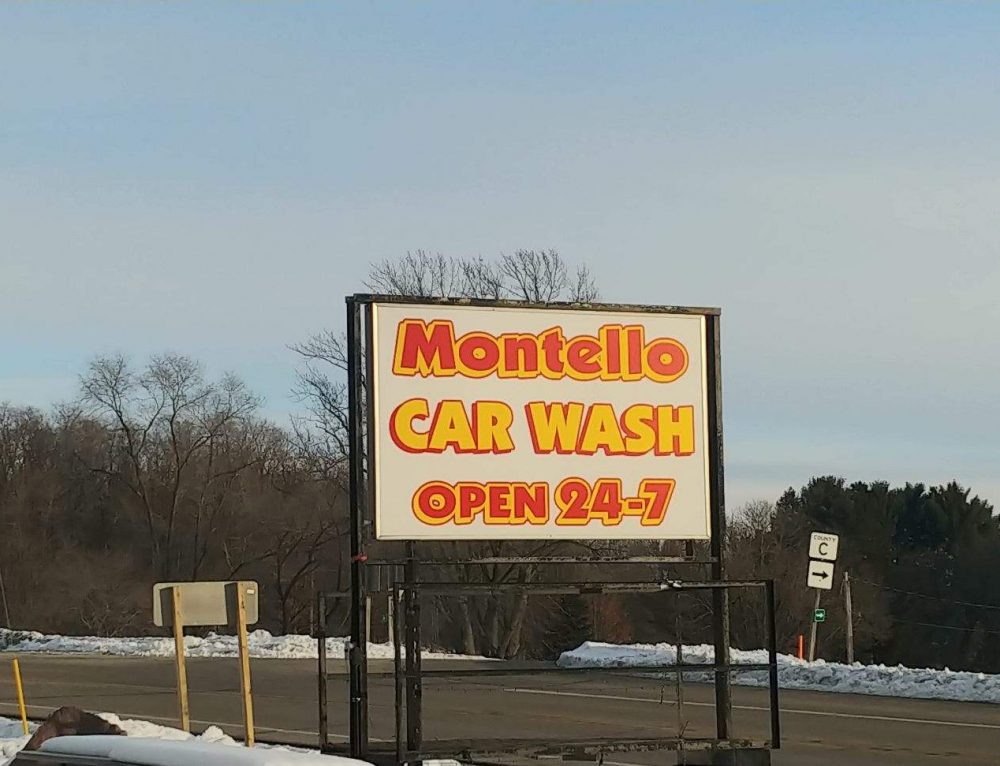 Montello
CAR WASH
OPEN 24-7
COUNTY
C